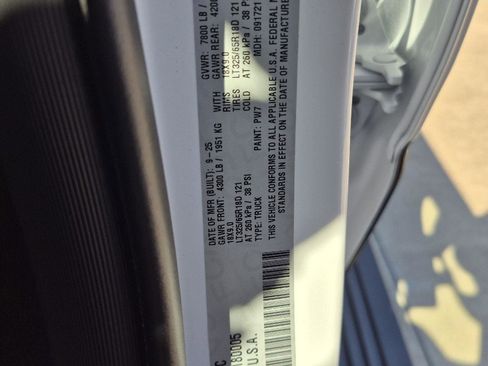 DATE OF MFR (BUILT): 9-25 GVWR: 7800 LB /
GAWR FRONT: 4300 LB / 1951 KG WITH GAWR REAR: 420
18X9.0 RIMS 18X9.0
LT325/65R18D 121 TIRES LT325/65R18D 121
AT 260 kPa / 38 PSI COLD AT 260 kPa / 38 P
TYPE: TRUCK PAINT: PW7 MDH: 091721
THIS VEHICLE CONFORMS TO ALL APPLICABLE U.S.A. FEDERAL M
STANDARDS IN EFFECT ON THE DATE OF MANUFACTURE
C
180005
U.S.A.